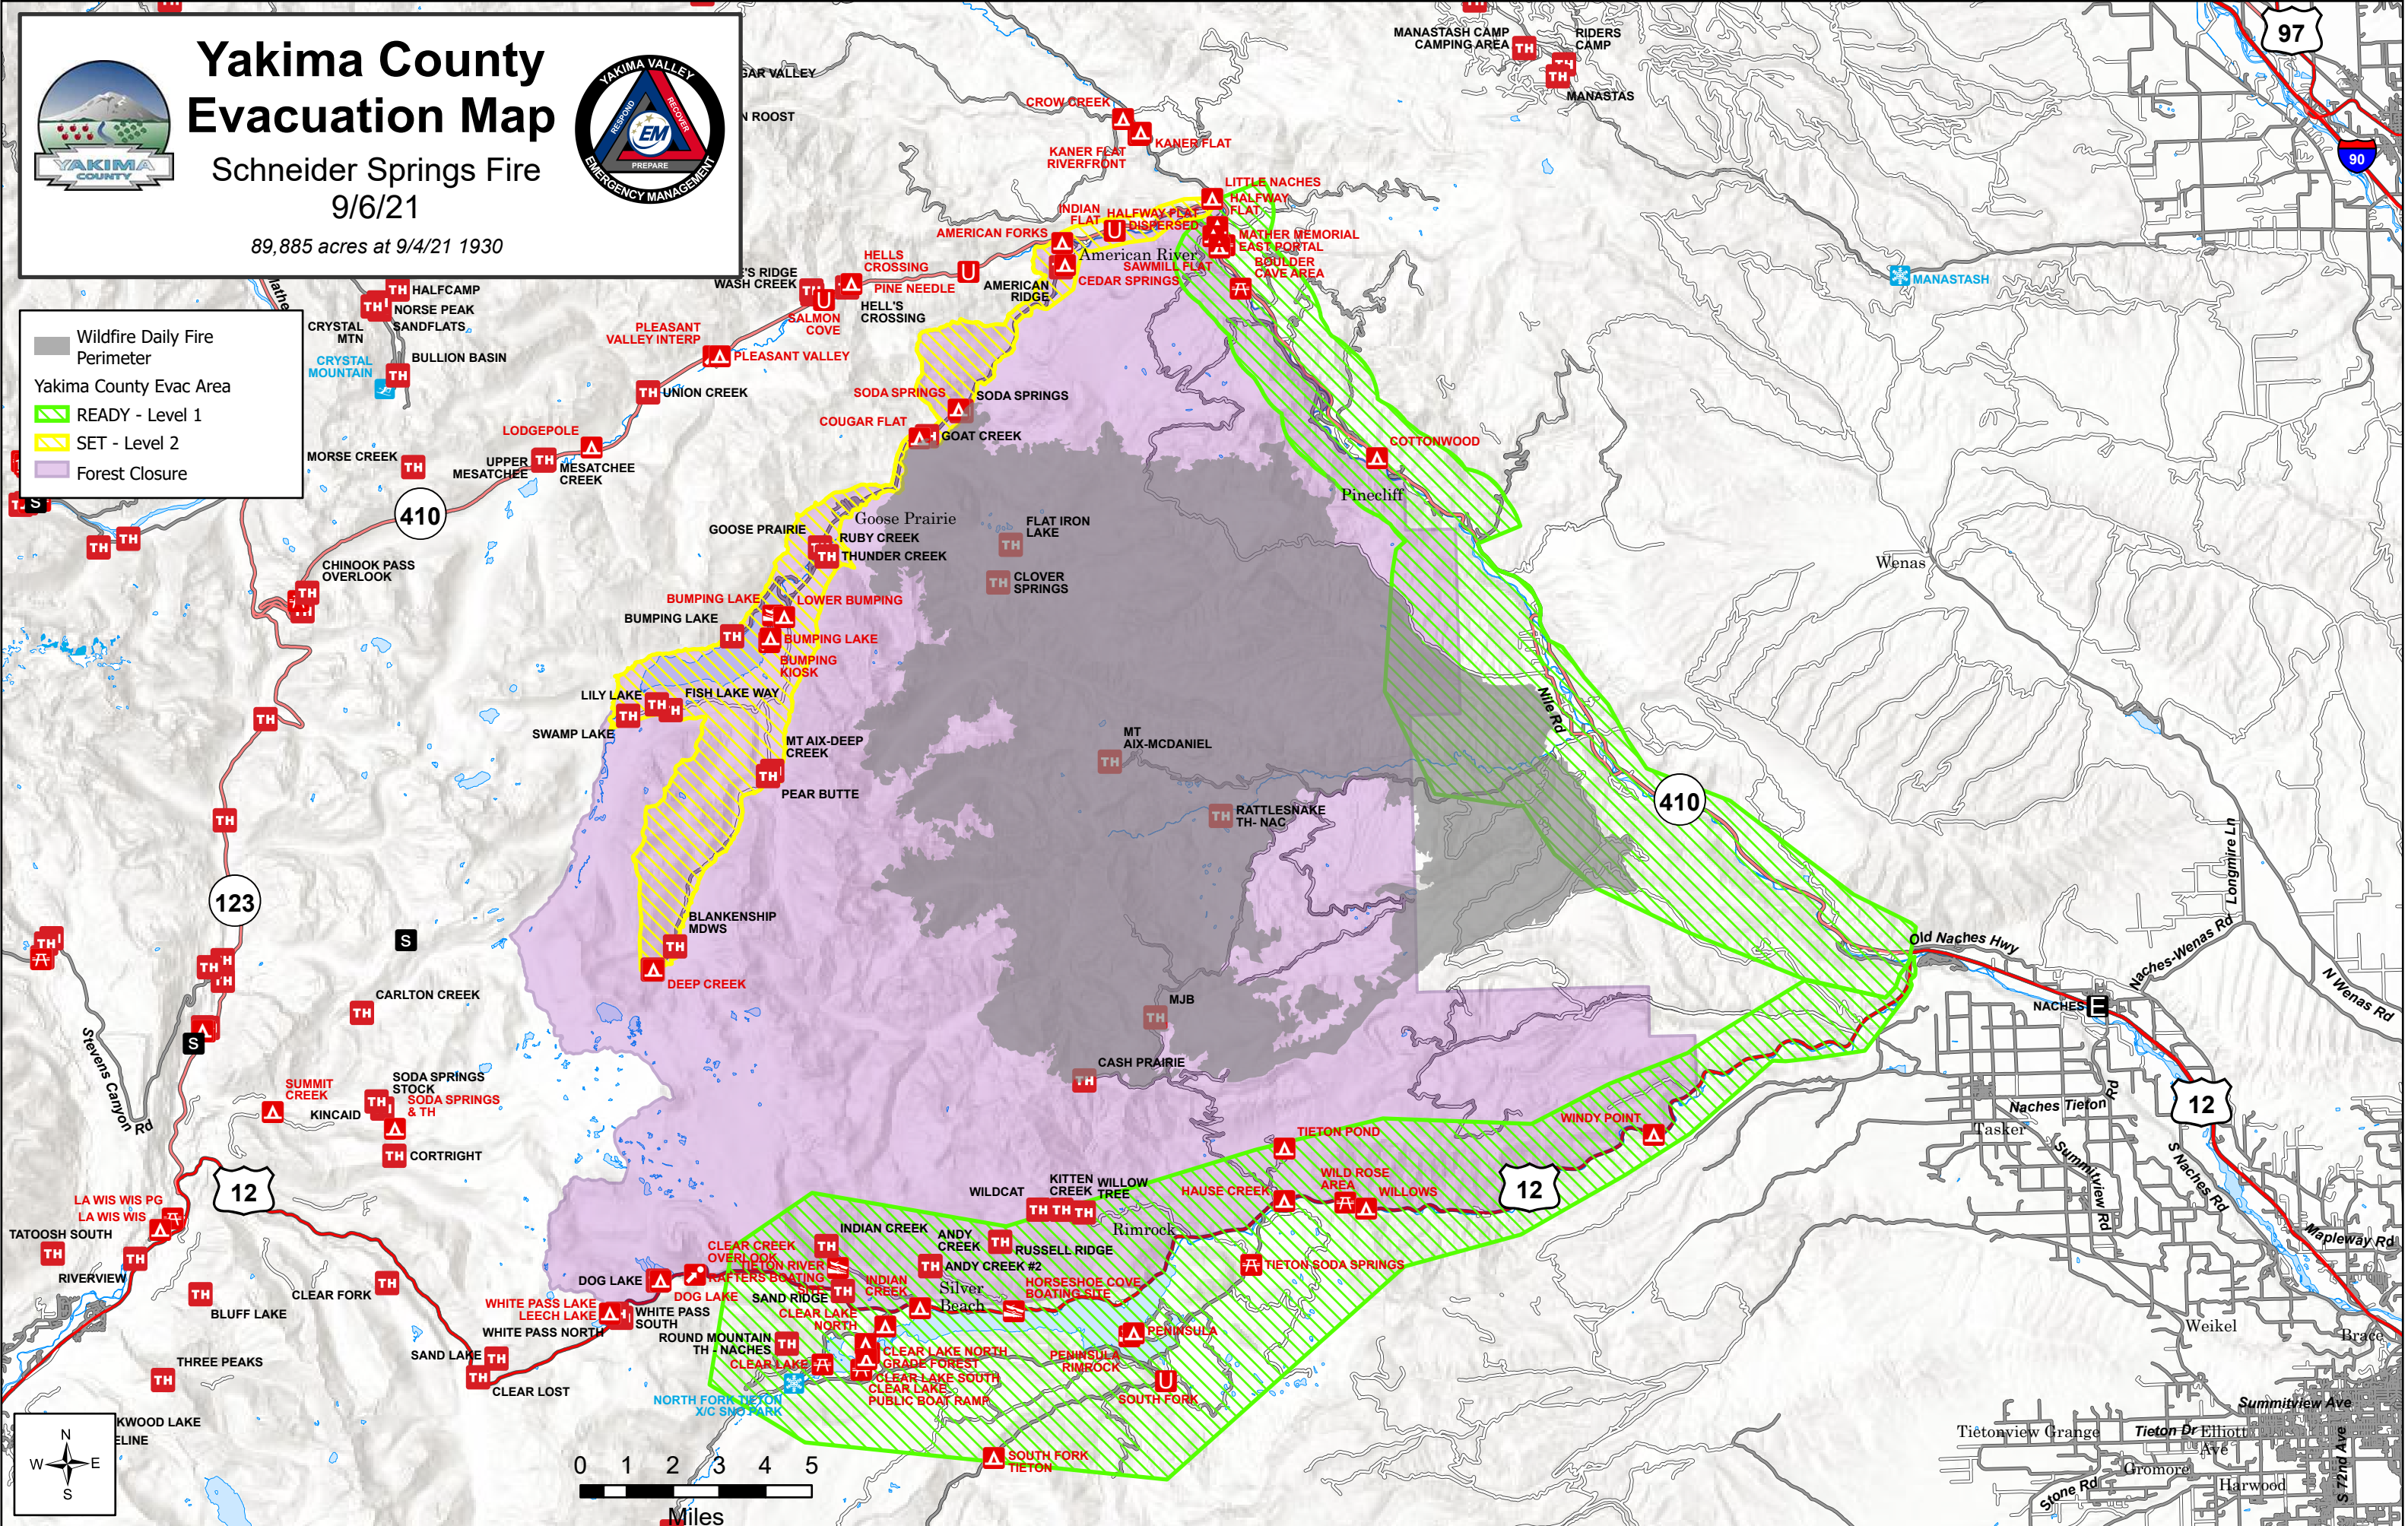 Yakima County
Evacuation Map
Schneider Springs Fire
9/6/21
89,885 acres at 9/4/21 1930
YAKIMA
COUNTY
YAKIMA VALLEY
RESPOND
RECOVER
EM
PREPARE
EMERGENCY MANAGEMENT
Wildfire Daily Fire
Perimeter
Yakima County Evac Area
READY - Level 1
SET - Level 2
Forest Closure
GAR VALLEY
N ROOST
MANASTASH CAMP
CAMPING AREA
RIDERS
CAMP
MANASTAS
97
90
CROW CREEK
KANER FLAT
KANER FLAT
RIVERFRONT
LITTLE NACHES
HALFWAY
FLAT
INDIAN
FLAT
HALFWAY FLAT
DISPERSED
AMERICAN FORKS
MATHER MEMORIAL
EAST PORTAL
American River
SAWMILL FLAT
BOULDER
CAVE AREA
CEDAR SPRINGS
AMERICAN
RIDGE
HELLS
CROSSING
PINE NEEDLE
HELL'S
CROSSING
'S RIDGE
WASH CREEK
SALMON
COVE
MANASTASH
HALFCAMP
NORSE PEAK
SANDFLATS
CRYSTAL
MTN
CRYSTAL
MOUNTAIN
BULLION BASIN
PLEASANT
VALLEY INTERP
PLEASANT VALLEY
UNION CREEK
SODA SPRINGS
SODA SPRINGS
COUGAR FLAT
GOAT CREEK
LODGEPOLE
MORSE CREEK
UPPER
MESATCHEE
MESATCHEE
CREEK
410
COTTONWOOD
Pinecliff
GOOSE PRAIRIE
Goose Prairie
RUBY CREEK
THUNDER CREEK
FLAT IRON
LAKE
CLOVER
SPRINGS
Wenas
CHINOOK PASS
OVERLOOK
BUMPING LAKE
LOWER BUMPING
BUMPING LAKE
BUMPING LAKE
BUMPING
KIOSK
LILY LAKE
FISH LAKE WAY
SWAMP LAKE
MT AIX-DEEP
CREEK
PEAR BUTTE
MT
AIX-MCDANIEL
Nile Rd
RATTLESNAKE
TH- NAC
410
Longmire Ln
123
BLANKENSHIP
MDWS
DEEP CREEK
Old Naches Hwy
Naches-Wenas Rd
N Wenas Rd
NACHES
E
S
CARLTON CREEK
MJB
CASH PRAIRIE
S
Stevens Canyon Rd
SUMMIT
CREEK
SODA SPRINGS
STOCK
SODA SPRINGS
& TH
KINCAID
CORTRIGHT
WINDY POINT
TIETON POND
Naches Tieton Rd
Tasker
12
Summitview Rd
S Naches Rd
Mapleway Rd
LA WIS WIS PG
LA WIS WIS
12
TATOOSH SOUTH
RIVERVIEW
BLUFF LAKE
CLEAR FORK
THREE PEAKS
KITTEN
CREEK
WILLOW
TREE
WILDCAT
HAUSE CREEK
WILD ROSE
AREA
WILLOWS
12
Rimrock
INDIAN CREEK
ANDY
CREEK
RUSSELL RIDGE
ANDY CREEK #2
TIETON SODA SPRINGS
CLEAR CREEK
OVERLOOK
TIETON RIVER
RAFTERS BOATING
SITE
DOG LAKE
DOG LAKE
SAND RIDGE
INDIAN
CREEK
Silver
Beach
HORSESHOE COVE
BOATING SITE
WHITE PASS LAKE
LEECH LAKE
WHITE PASS
SOUTH
WHITE PASS NORTH
CLEAR LAKE
NORTH
ROUND MOUNTAIN
TH - NACHES
CLEAR LAKE
CLEAR LAKE NORTH
GRADE FOREST
CLEAR LAKE SOUTH
CLEAR LAKE
PUBLIC BOAT RAMP
NORTH FORK TIETON
X/C SNO PARK
PENINSULA
PENINSULA
RIMROCK
SOUTH FORK
SOUTH FORK
TIETON
SAND LAKE
CLEAR LOST
Weikel
Brace
Summitview Ave
Tietonview Grange
Tieton Dr
Elliott
Ave
Gromore
Harwood
Stone Rd
S 72nd Ave
KWOOD LAKE
ELINE
N
W
E
S
0 1 2 3 4 5
Miles